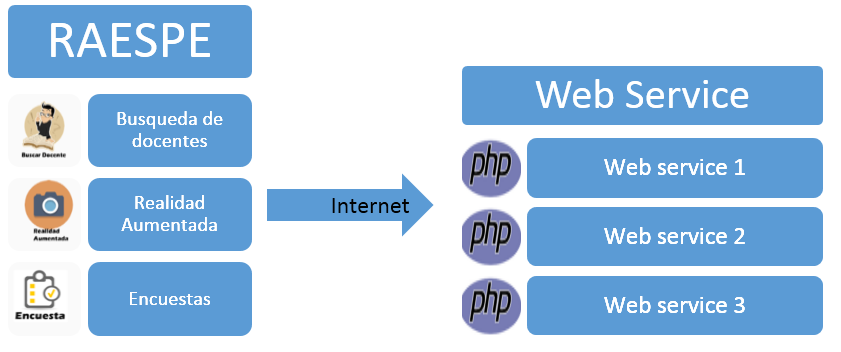 RAESPE
Buscar Docente
Busqueda de
docentes
Realidad
Aumentada
Realidad
Aumentada
Encuesta
Encuestas
Internet
Web Service
php
Web service 1
php
Web service 2
php
Web service 3